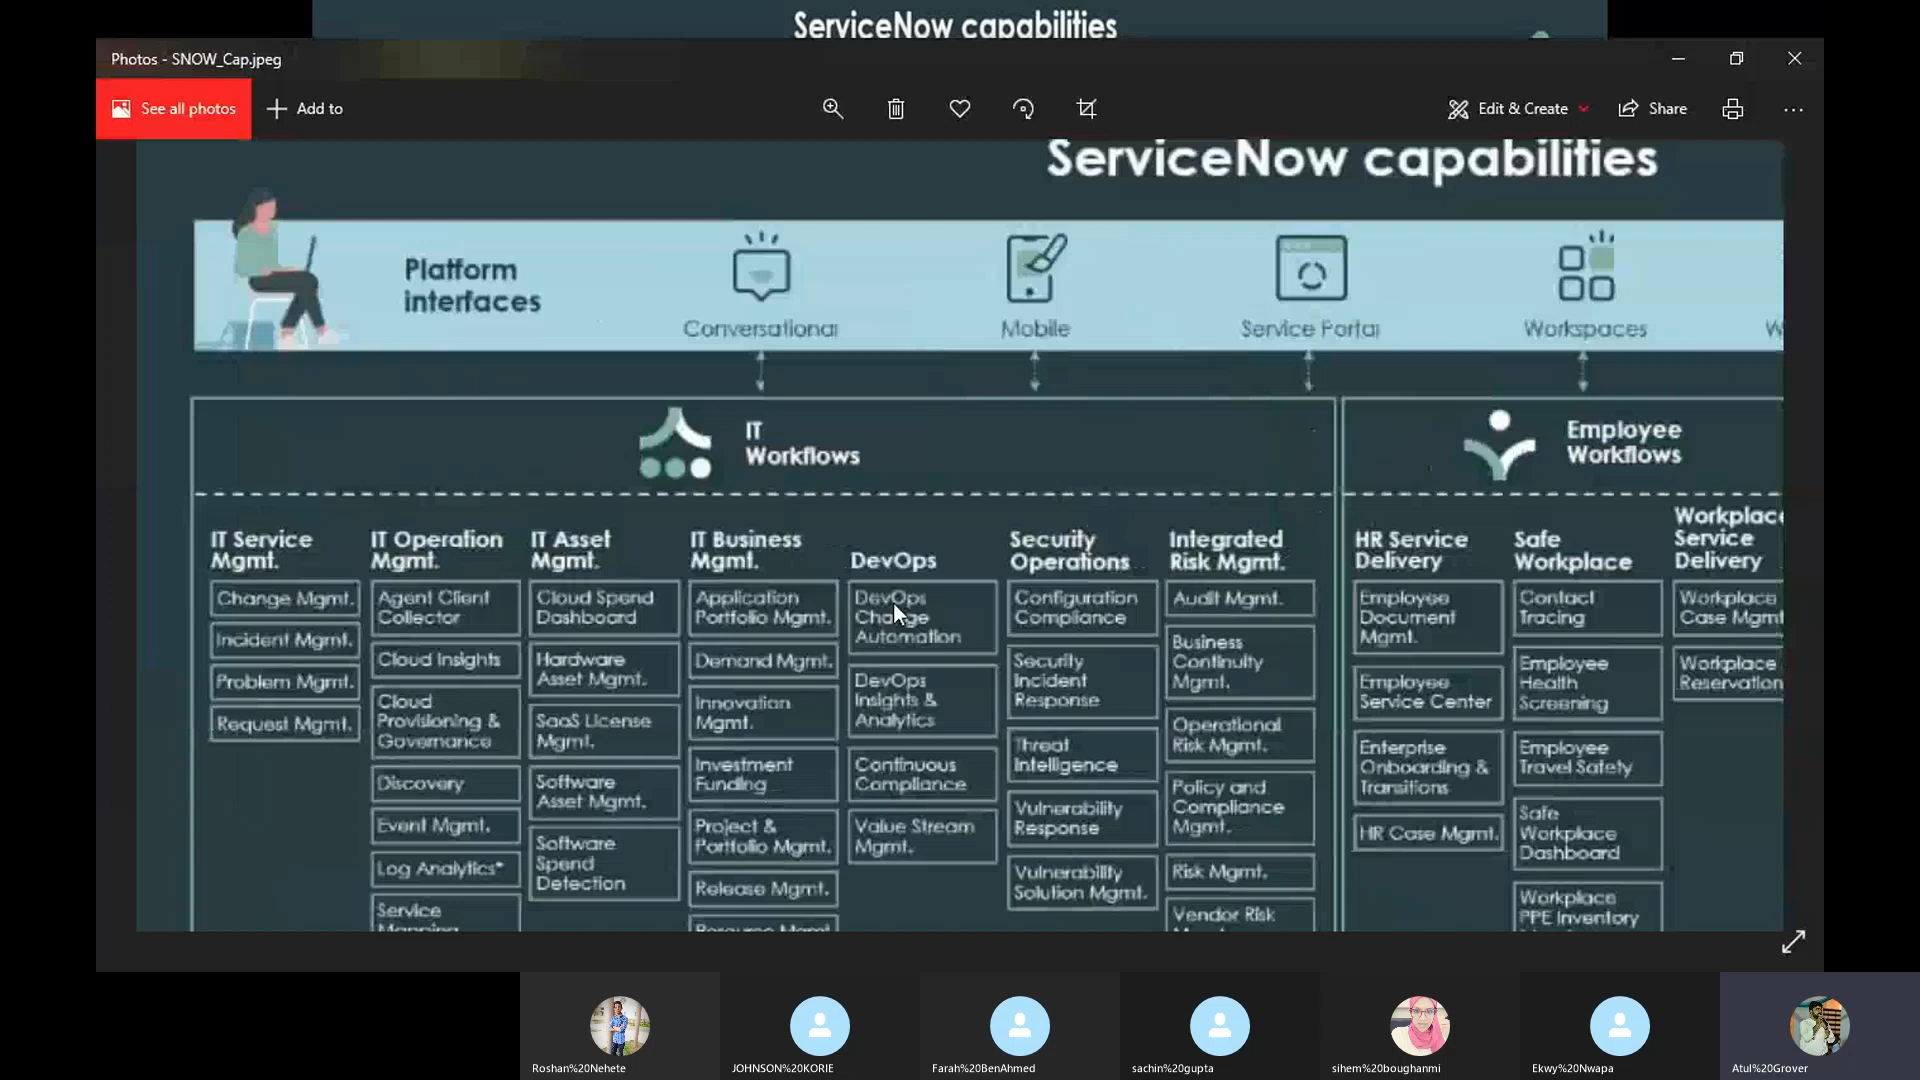 ServiceNow capabilities
Photos - SNOW_Cap.jpeg
See all photos
Add to
Edit & Create
Share
ServiceNow capabilities
Platform
interfaces
Conversational
Mobile
Service Portal
Workspaces
IT
Workflows
Employee
Workflows
IT Service
Mgmt.
Change Mgmt.
Incident Mgmt.
Problem Mgmt.
Request Mgmt.
IT Operation
Mgmt.
Agent Client
Collector
Cloud Insights
Cloud
Provisioning &
Governance
Discovery
Event Mgmt.
Log Analytics*
Service
Mapping
IT Asset
Mgmt.
Cloud Spend
Dashboard
Hardware
Asset Mgmt.
SaaS License
Mgmt.
Software
Asset Mgmt.
Software
Spend
Detection
IT Business
Mgmt.
Application
Portfolio Mgmt.
Demand Mgmt.
Innovation
Mgmt.
Investment
Funding
Project &
Portfolio Mgmt.
Release Mgmt.
Resource Mgmt
DevOps
DevOps
Change
Automation
DevOps
Insights &
Analytics
Continuous
Compliance
Value Stream
Mgmt.
Security
Operations
Configuration
Compliance
Security
Incident
Response
Threat
Intelligence
Vulnerability
Response
Vulnerability
Solution Mgmt.
Integrated
Risk Mgmt.
Audit Mgmt.
Business
Continuity
Mgmt.
Operational
Risk Mgmt.
Policy and
Compliance
Mgmt.
Risk Mgmt.
Vendor Risk
HR Service
Delivery
Employee
Document
Mgmt.
Employee
Service Center
Enterprise
Onboarding &
Transitions
HR Case Mgmt.
Safe
Workplace
Contact
Tracing
Employee
Health
Screening
Employee
Travel Safety
Safe
Workplace
Dashboard
Workplace
PPE Inventory
Workplace
Service
Delivery
Workplace
Case Mgmt
Workplace
Reservation
Roshan%20Nehete
JOHNSON%20KORIE
Farah%20BenAhmed
sachin%20gupta
sihem%20boughanmi
Ekwy%20Nwapa
Atul%20Grover